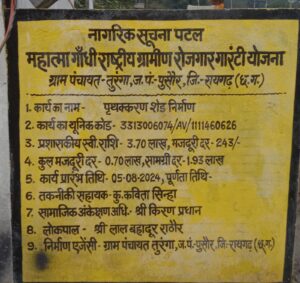 नागरिक सूचना पटल
महात्मा गाँधी राष्ट्रीय ग्रामीण रोजगार गारंटी योजना
ग्राम पंचायत-तुरंगा,ज.पं-पुसौर,जि.-रायगढ़(छ.ग.)
1. कार्य का नाम - पृथक्करण शेड निर्माण
2. कार्य का यूनिक कोड- 3313006074/AV/1111460626
3. प्रशासकीय स्वी.राशि- 3.70 लाख, मजदूरी दर- 243/-
4. कुल मजदूरी दर- 0.70लाख,सामग्री दर-1.93 लाख
5. कार्य प्रारंभ तिथि- 05-08-2024,पूर्णता तिथि-
6. तकनीकी सहायक - कु.कविता सिन्हा
7. सामाजिक अंकेक्षण अधि.- श्री किरण प्रधान
8. लोकपाल - श्री लाल बहादुर राठौर
9. निर्माण एजेंसी- ग्राम पंचायत तुरंगा,ज.पं.पुसौर,जि-रायगढ़(छ.ग.)